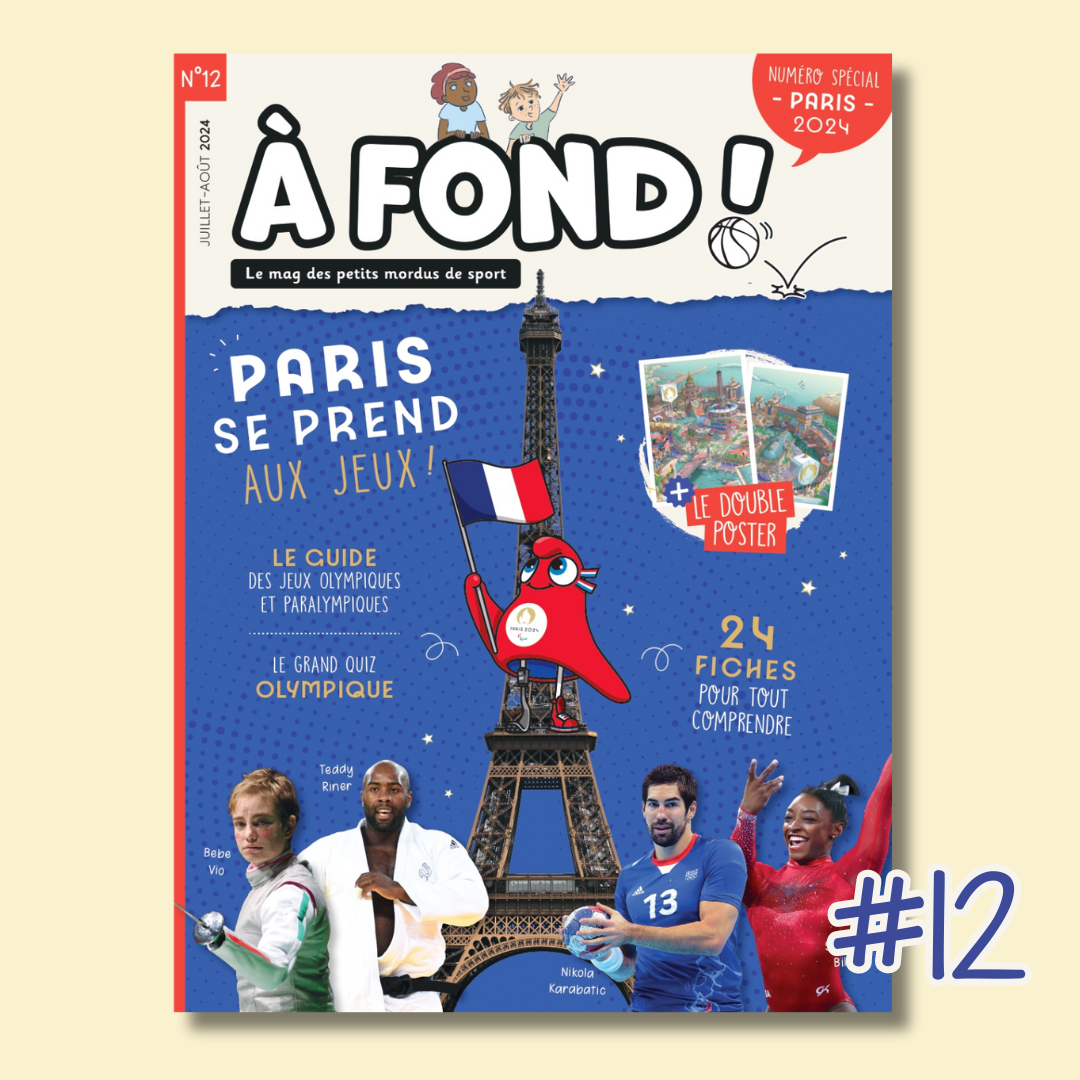 N°12
JUILLET-AOÛT 2024
NUMÉRO SPÉCIAL
- PARIS -
2024
À FOND !
Le mag des petits mordus de sport
PARIS
SE PREND
AUX JEUX !
+ LE DOUBLE
POSTER
LE GUIDE
DES JEUX OLYMPIQUES
ET PARALYMPIQUES
LE GRAND QUIZ
OLYMPIQUE
PARIS 2024
24
FICHES
POUR TOUT
COMPRENDRE
Teddy
Riner
Bebe
Vio
13
Nikola
Karabatic
GK
#12